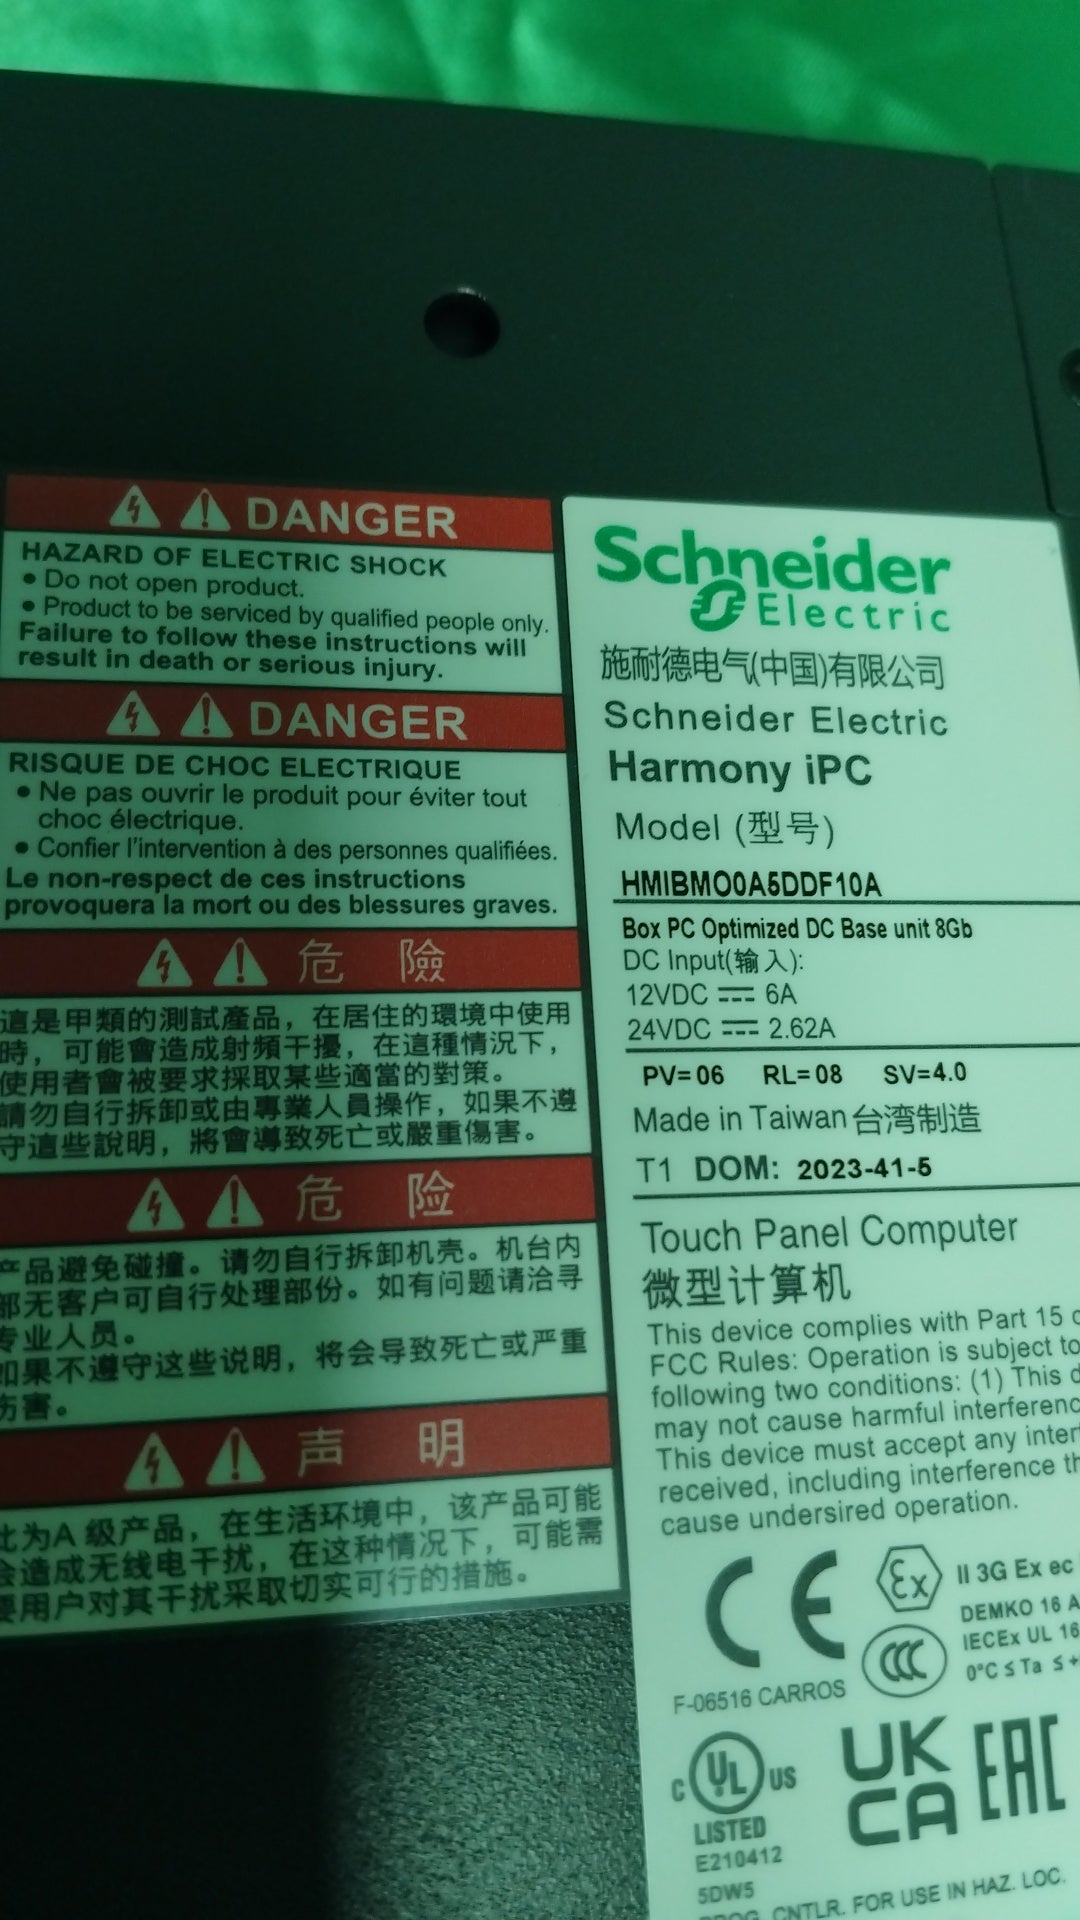 DANGER
HAZARD OF ELECTRIC SHOCK
• Do not open product.
• Product to be serviced by qualified people only.
Failure to follow these instructions will
result in death or serious injury.
DANGER
RISQUE DE CHOC ELECTRIQUE
• Ne pas ouvrir le produit pour éviter tout
choc électrique.
• Confier l'intervention à des personnes qualifiées.
Le non-respect de ces instructions
provoquera la mort ou des blessures graves.
危 險
這是甲類的測試產品，在居住的環境中使用
時，可能會造成射頻干擾，在這種情況下，
使用者會被要求採取某些適當的對策。
請勿自行拆卸或由專業人員操作，如果不遵
守這些說明，將會導致死亡或嚴重傷害。
危 险
产品避免碰撞。请勿自行拆卸机壳。机台内
部无客户可自行处理部份。如有问题请洽寻
专业人员。
如果不遵守这些说明，将会导致死亡或严重
伤害。
声 明
此为A 级产品，在生活环境中，该产品可能
会造成无线电干扰，在这种情况下，可能需
要用户对其干扰采取切实可行的措施。
Schneider
Electric
施耐德电气(中国)有限公司
Schneider Electric
Harmony iPC
Model (型号)
HMIBMO0A5DDF10A
Box PC Optimized DC Base unit 8Gb
DC Input(输入):
12VDC ⎓ 6A
24VDC ⎓ 2.62A
PV=06 RL=08 SV=4.0
Made in Taiwan 台湾制造
T1 DOM: 2023-41-5
Touch Panel Computer
微型计算机
This device complies with Part 15
FCC Rules: Operation is subject to
following two conditions: (1) This
may not cause harmful
This device must accept any
received, including interference
cause undersired operation.
CE Ex II 3G Ex ec
DEMKO 16
CCC IECEx UL 16
0°C ≤ Ta ≤ +
F-06516 CARROS
C UL US
LISTED
E210412
5DW5
UK
CA
EAC
PROG. CNTLR. FOR USE IN HAZ. LOC.